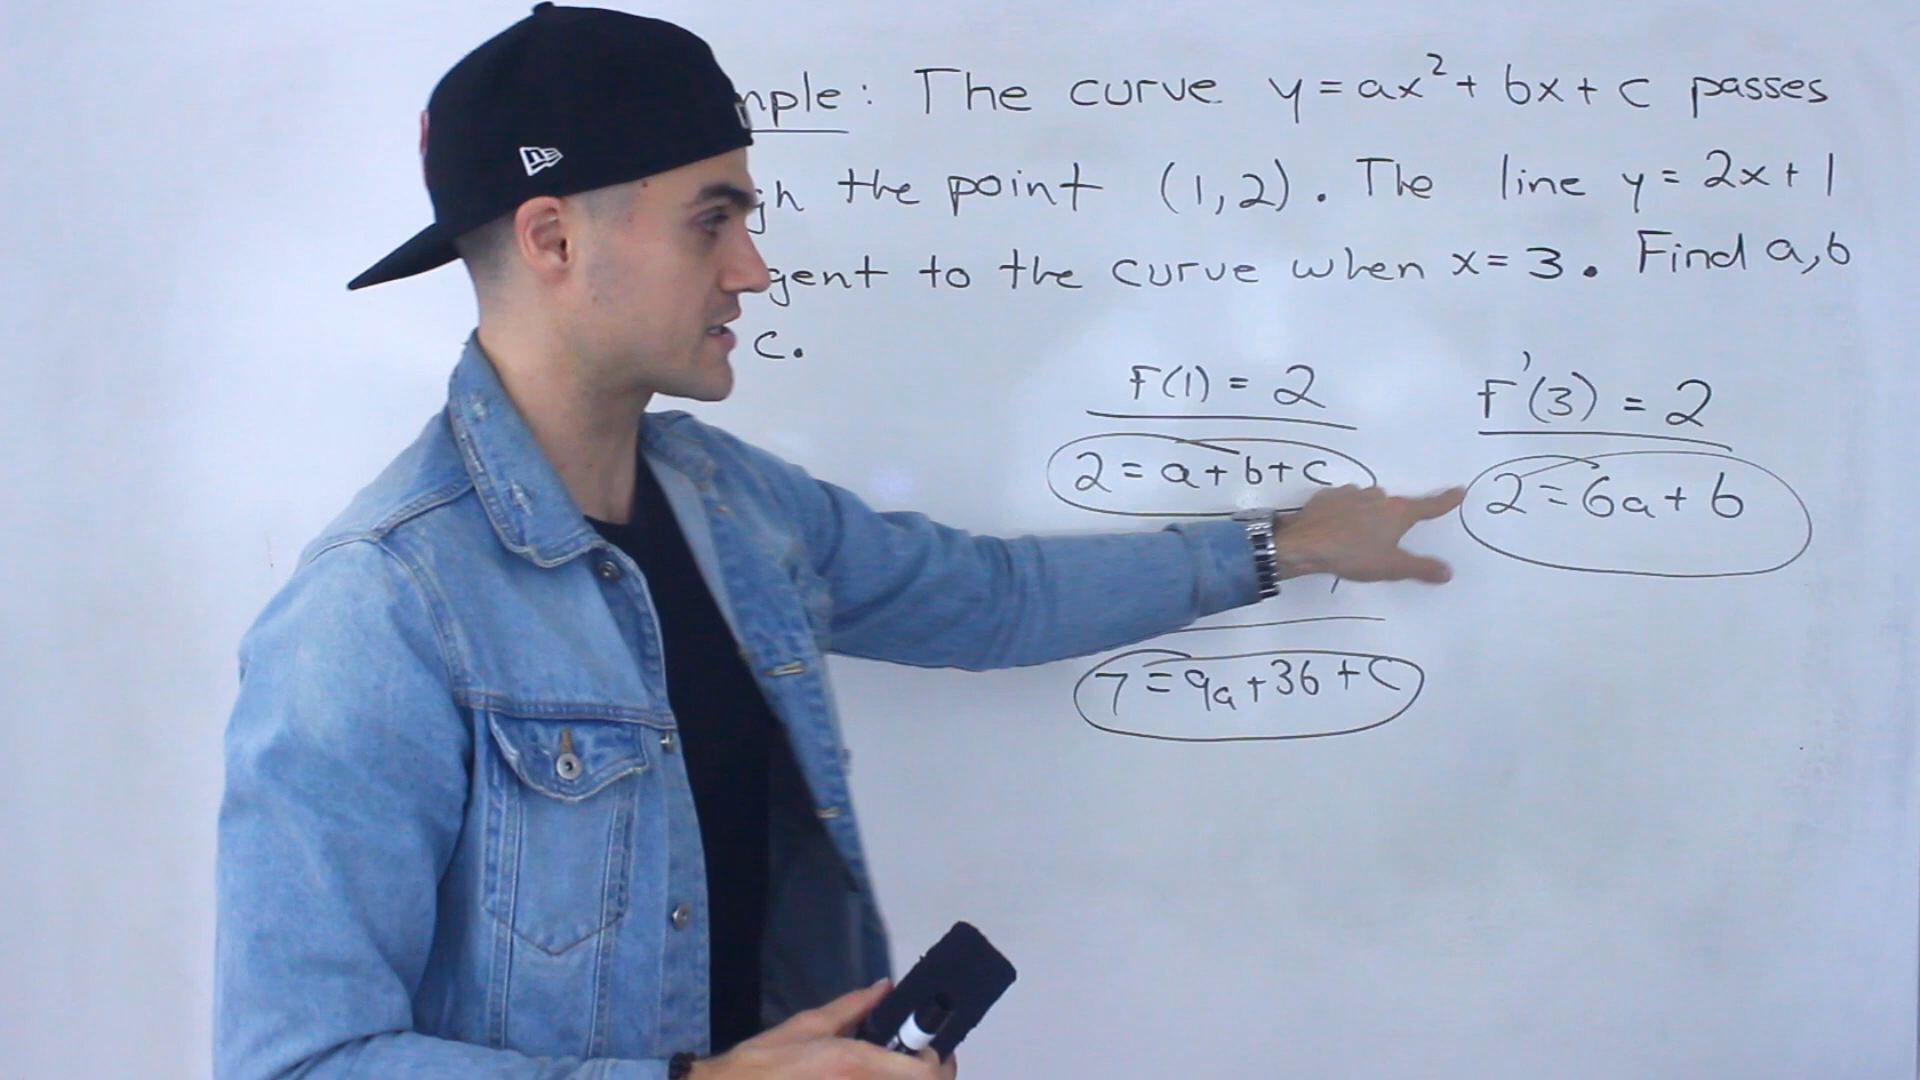 mple: The curve y=ax²+bx+c passes
gh the point (1,2). The line y=2x+1
gent to the curve when x=3. Find a,b
c.
F(1) = 2
F'(3) = 2
2=a+b+c
2=6a+b
7=9a+3b+c